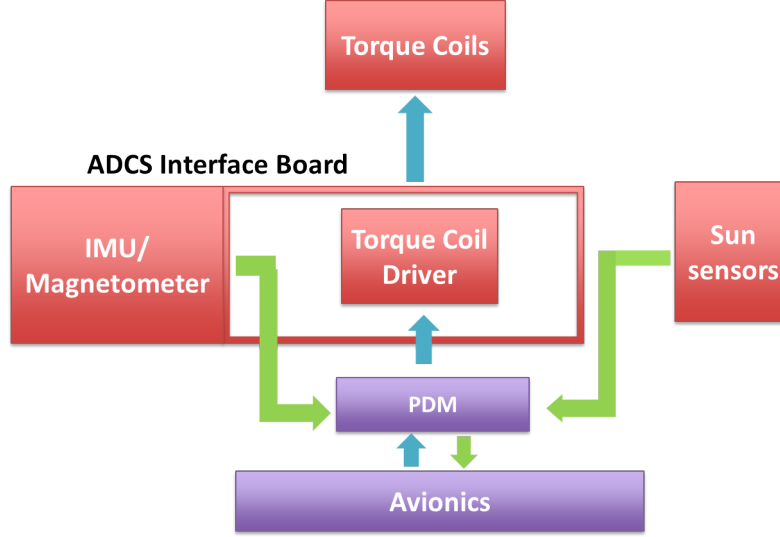 Torque Coils
ADCS Interface Board
IMU/
Magnetometer
Torque Coil
Driver
Sun
sensors
PDM
Avionics